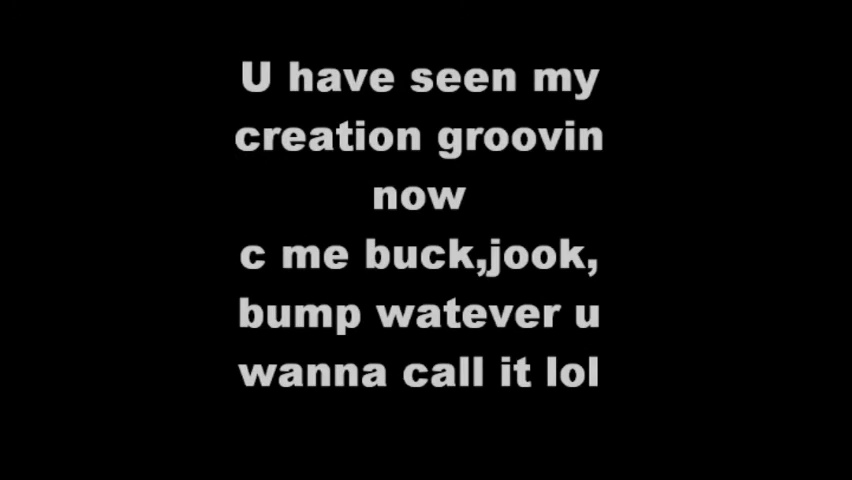 U have seen my
creation groovin
now
c me buck,jook,
bump watever u
wanna call it lol